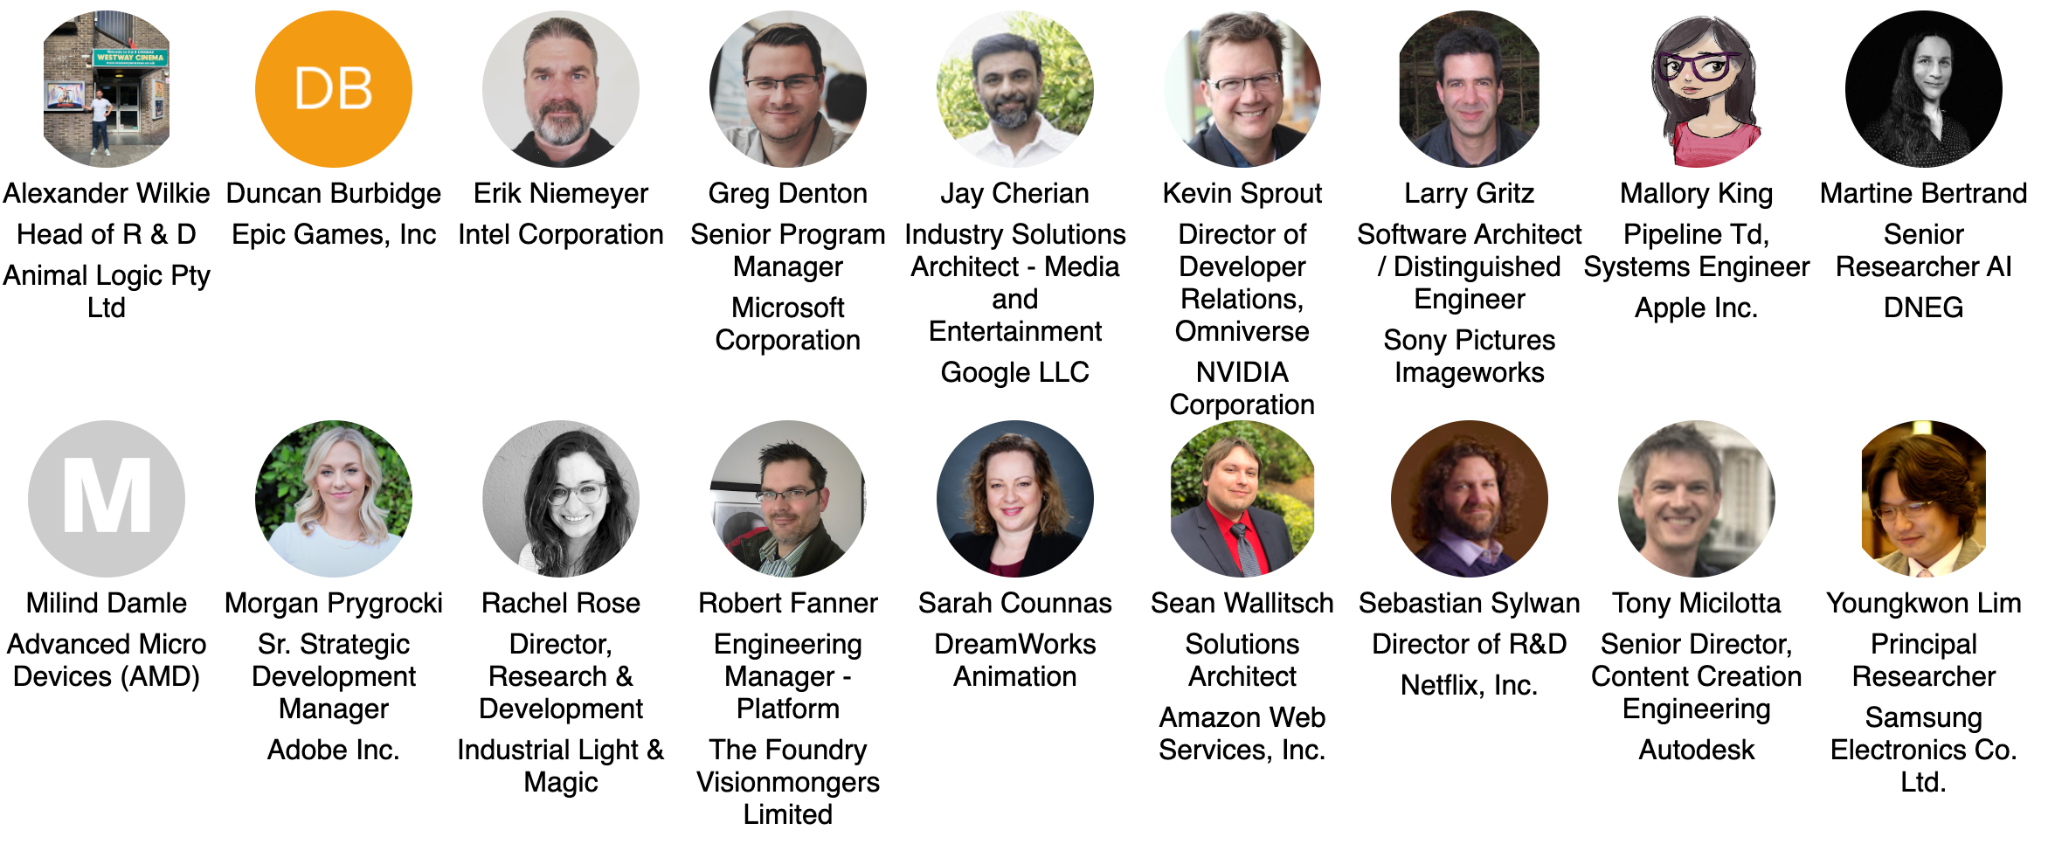 WESTWAY CINEMA
DB
Alexander Wilkie
Head of R & D
Animal Logic Pty
Ltd
Duncan Burbidge
Epic Games, Inc
Erik Niemeyer
Intel Corporation
Greg Denton
Senior Program
Manager
Microsoft
Corporation
Jay Cherian
Industry Solutions
Architect - Media
and
Entertainment
Google LLC
Kevin Sprout
Director of
Developer
Relations,
Omniverse
NVIDIA
Corporation
Larry Gritz
Software Architect
/ Distinguished
Engineer
Sony Pictures
Imageworks
Mallory King
Pipeline Td,
Systems Engineer
Apple Inc.
Martine Bertrand
Senior
Researcher AI
DNEG
M
Milind Damle
Advanced Micro
Devices (AMD)
Morgan Prygrocki
Sr. Strategic
Development
Manager
Adobe Inc.
Rachel Rose
Director,
Research &
Development
Industrial Light &
Magic
Robert Fanner
Engineering
Manager -
Platform
The Foundry
Visionmongers
Limited
Sarah Counnas
DreamWorks
Animation
Sean Wallitsch
Solutions
Architect
Amazon Web
Services, Inc.
Sebastian Sylwan
Director of R&D
Netflix, Inc.
Tony Micilotta
Senior Director,
Content Creation
Engineering
Autodesk
Youngkwon Lim
Principal
Researcher
Samsung
Electronics Co.
Ltd.